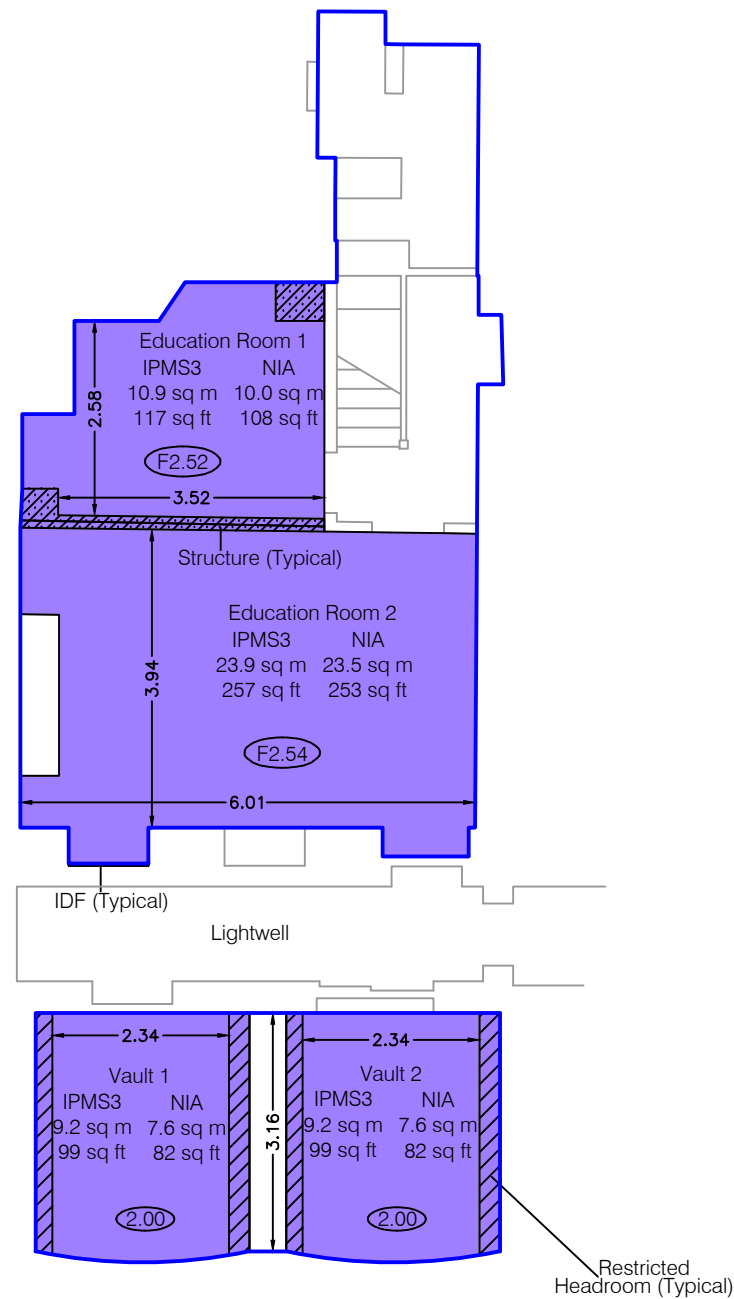 Education Room 1
IPMS3 NIA
10.9 sq m 10.0 sq m
117 sq ft 108 sq ft
2.58
F2.52
3.52
Structure (Typical)
Education Room 2
IPMS3 NIA
23.9 sq m 23.5 sq m
257 sq ft 253 sq ft
3.94
F2.54
6.01
IDF (Typical)
Lightwell
2.34
2.34
Vault 1
IPMS3 NIA
9.2 sq m 7.6 sq m
99 sq ft 82 sq ft
2.00
3.16
Vault 2
IPMS3 NIA
9.2 sq m 7.6 sq m
99 sq ft 82 sq ft
2.00
Restricted
Headroom (Typical)